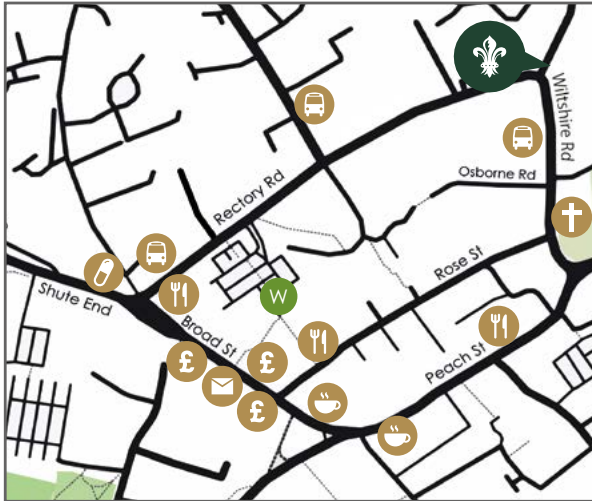 Wiltshire Rd
Osborne Rd
Rectory Rd
Rose St
W
Shute End
Broad St
£
£
£
Peach St